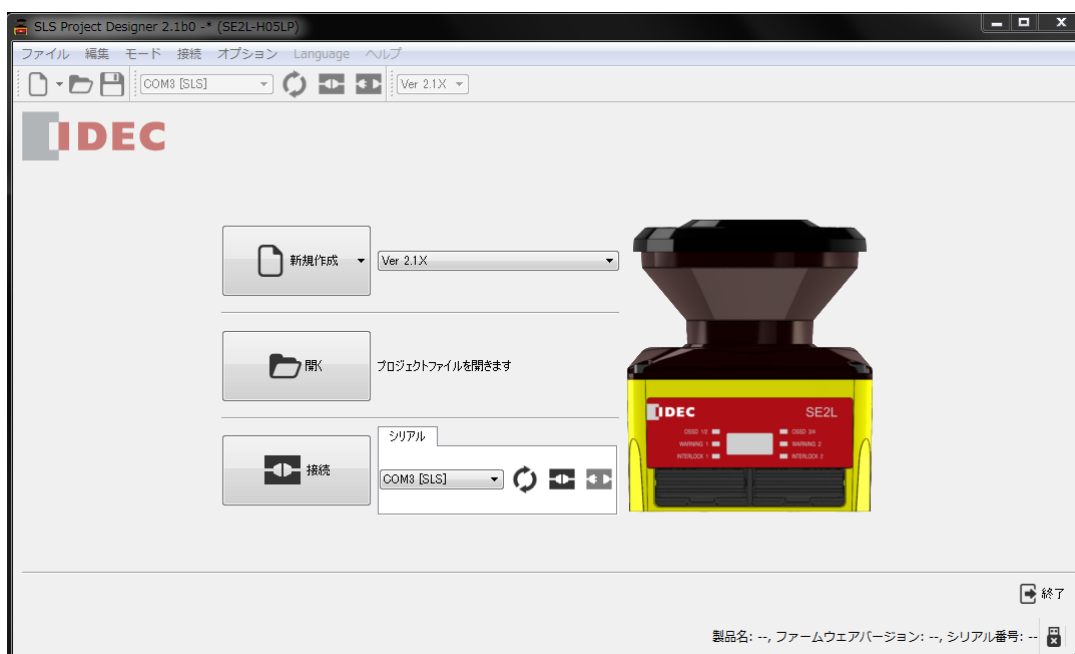 SLS Project Designer 2.1b0 -* (SE2L-H05LP)
ファイル 編集 モード 接続 オプション Language ヘルプ
COM3 [SLS] Ver 2.1X
IDEC
新規作成 Ver 2.1X
開く プロジェクトファイルを開きます
シリアル
接続 COM3 [SLS]
IDEC SE2L
OSSD 1/2 OSSD 3/4
WARNING 1 WARNING 2
INTERLOCK 1 INTERLOCK 2
終了
製品名: --, ファームウェアバージョン: --, シリアル番号: --